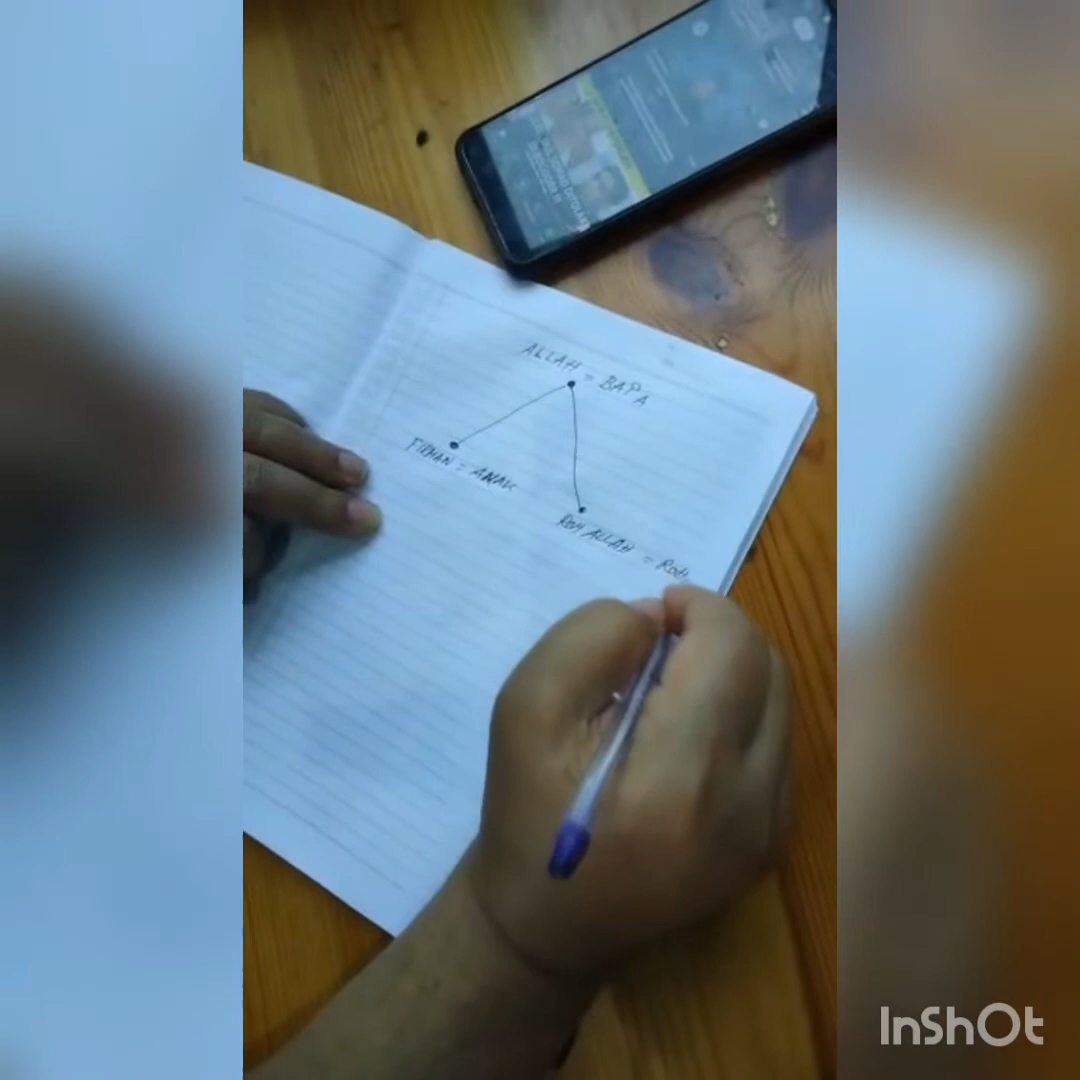 ALLAH = BAPA
FIRMAN = ANAK
ROH ALLAH = ROH
InShOt